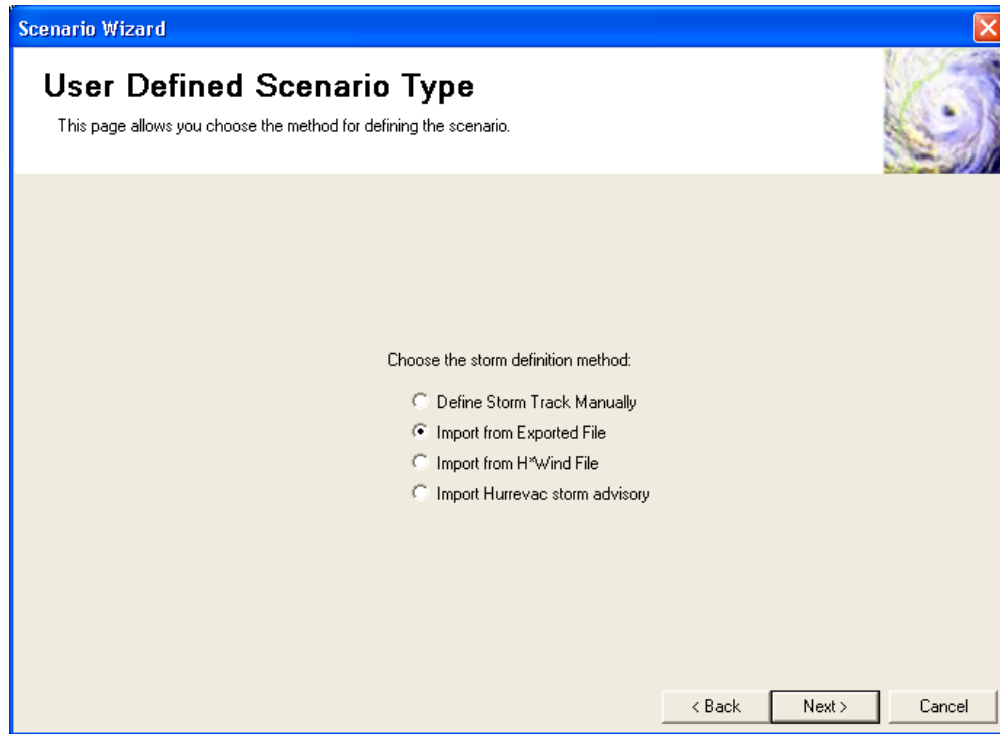 Scenario Wizard
User Defined Scenario Type
This page allows you choose the method for defining the scenario.
Choose the storm definition method:
Define Storm Track Manually
Import from Exported File
Import from H*Wind File
Import Hurrevac storm advisory
< Back Next > Cancel